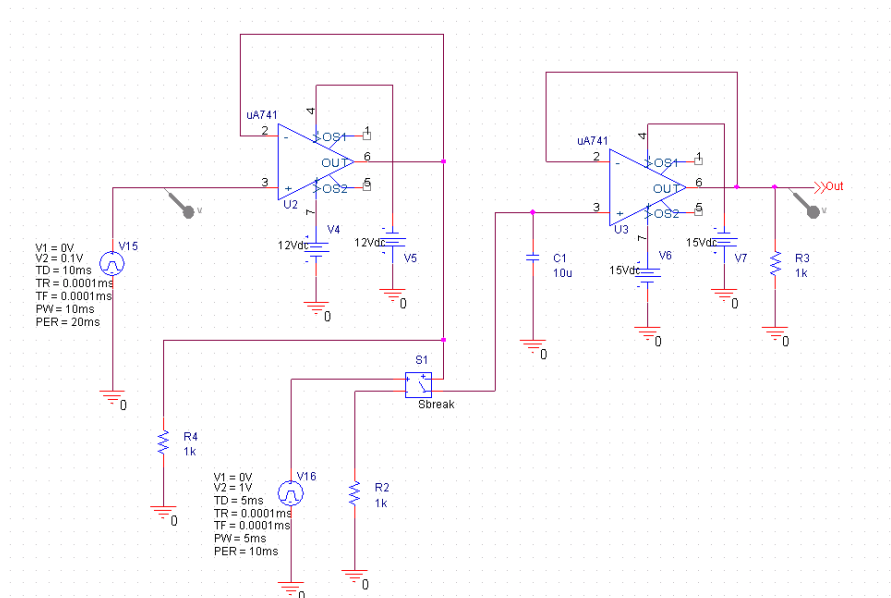 uA741
2
3
-
+
4
7
OS1
1
OUT
6
OS2
5
U2
V4
12Vdc
0
12Vdc
V5
0
V
V15
V1 = 0V
V2 = 0.1V
TD = 10ms
TR = 0.0001ms
TF = 0.0001ms
PW = 10ms
PER = 20ms
0
uA741
2
3
-
+
4
7
OS1
1
OUT
6
OS2
5
U3
Out
V
C1
10u
0
V6
15Vdc
0
15Vdc
V7
0
R3
1k
0
S1
+
+
-
-
Sbreak
R4
1k
0
V16
V1 = 0V
V2 = 1V
TD = 5ms
TR = 0.0001ms
TF = 0.0001ms
PW = 5ms
PER = 10ms
0
R2
1k
0